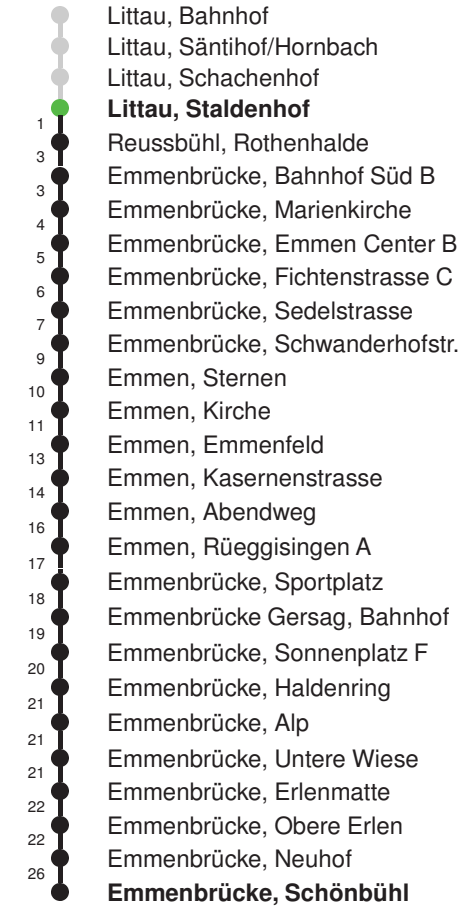 Littau, Bahnhof
Littau, Säntihof/Hornbach
Littau, Schachenhof
Littau, Staldenhof
1
Reussbühl, Rothenhalde
3
Emmenbrücke, Bahnhof Süd B
3
Emmenbrücke, Marienkirche
4
Emmenbrücke, Emmen Center B
5
Emmenbrücke, Fichtenstrasse C
6
Emmenbrücke, Sedelstrasse
7
Emmenbrücke, Schwanderhofstr.
9
Emmen, Sternen
10
Emmen, Kirche
11
Emmen, Emmenfeld
13
Emmen, Kasernenstrasse
14
Emmen, Abendweg
16
Emmen, Rüeggisingen A
17
Emmenbrücke, Sportplatz
18
Emmenbrücke Gersag, Bahnhof
19
Emmenbrücke, Sonnenplatz F
20
Emmenbrücke, Haldenring
21
Emmenbrücke, Alp
21
Emmenbrücke, Untere Wiese
21
Emmenbrücke, Erlenmatte
22
Emmenbrücke, Obere Erlen
22
Emmenbrücke, Neuhof
26
Emmenbrücke, Schönbühl